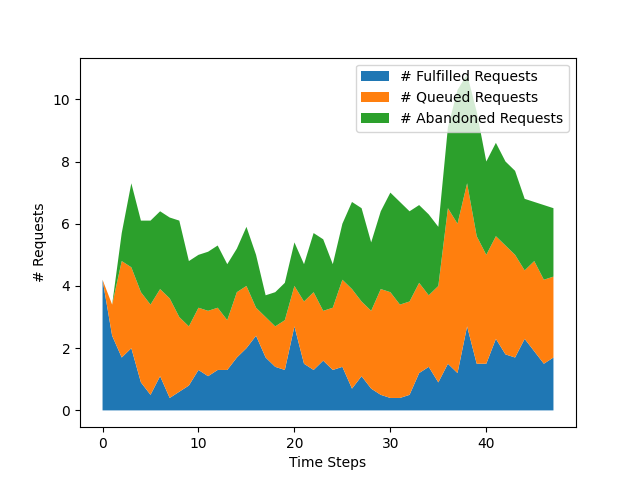 # Fulfilled Requests
# Queued Requests
# Abandoned Requests
10
8
6
4
2
0
# Requests
0 10 20 30 40
Time Steps